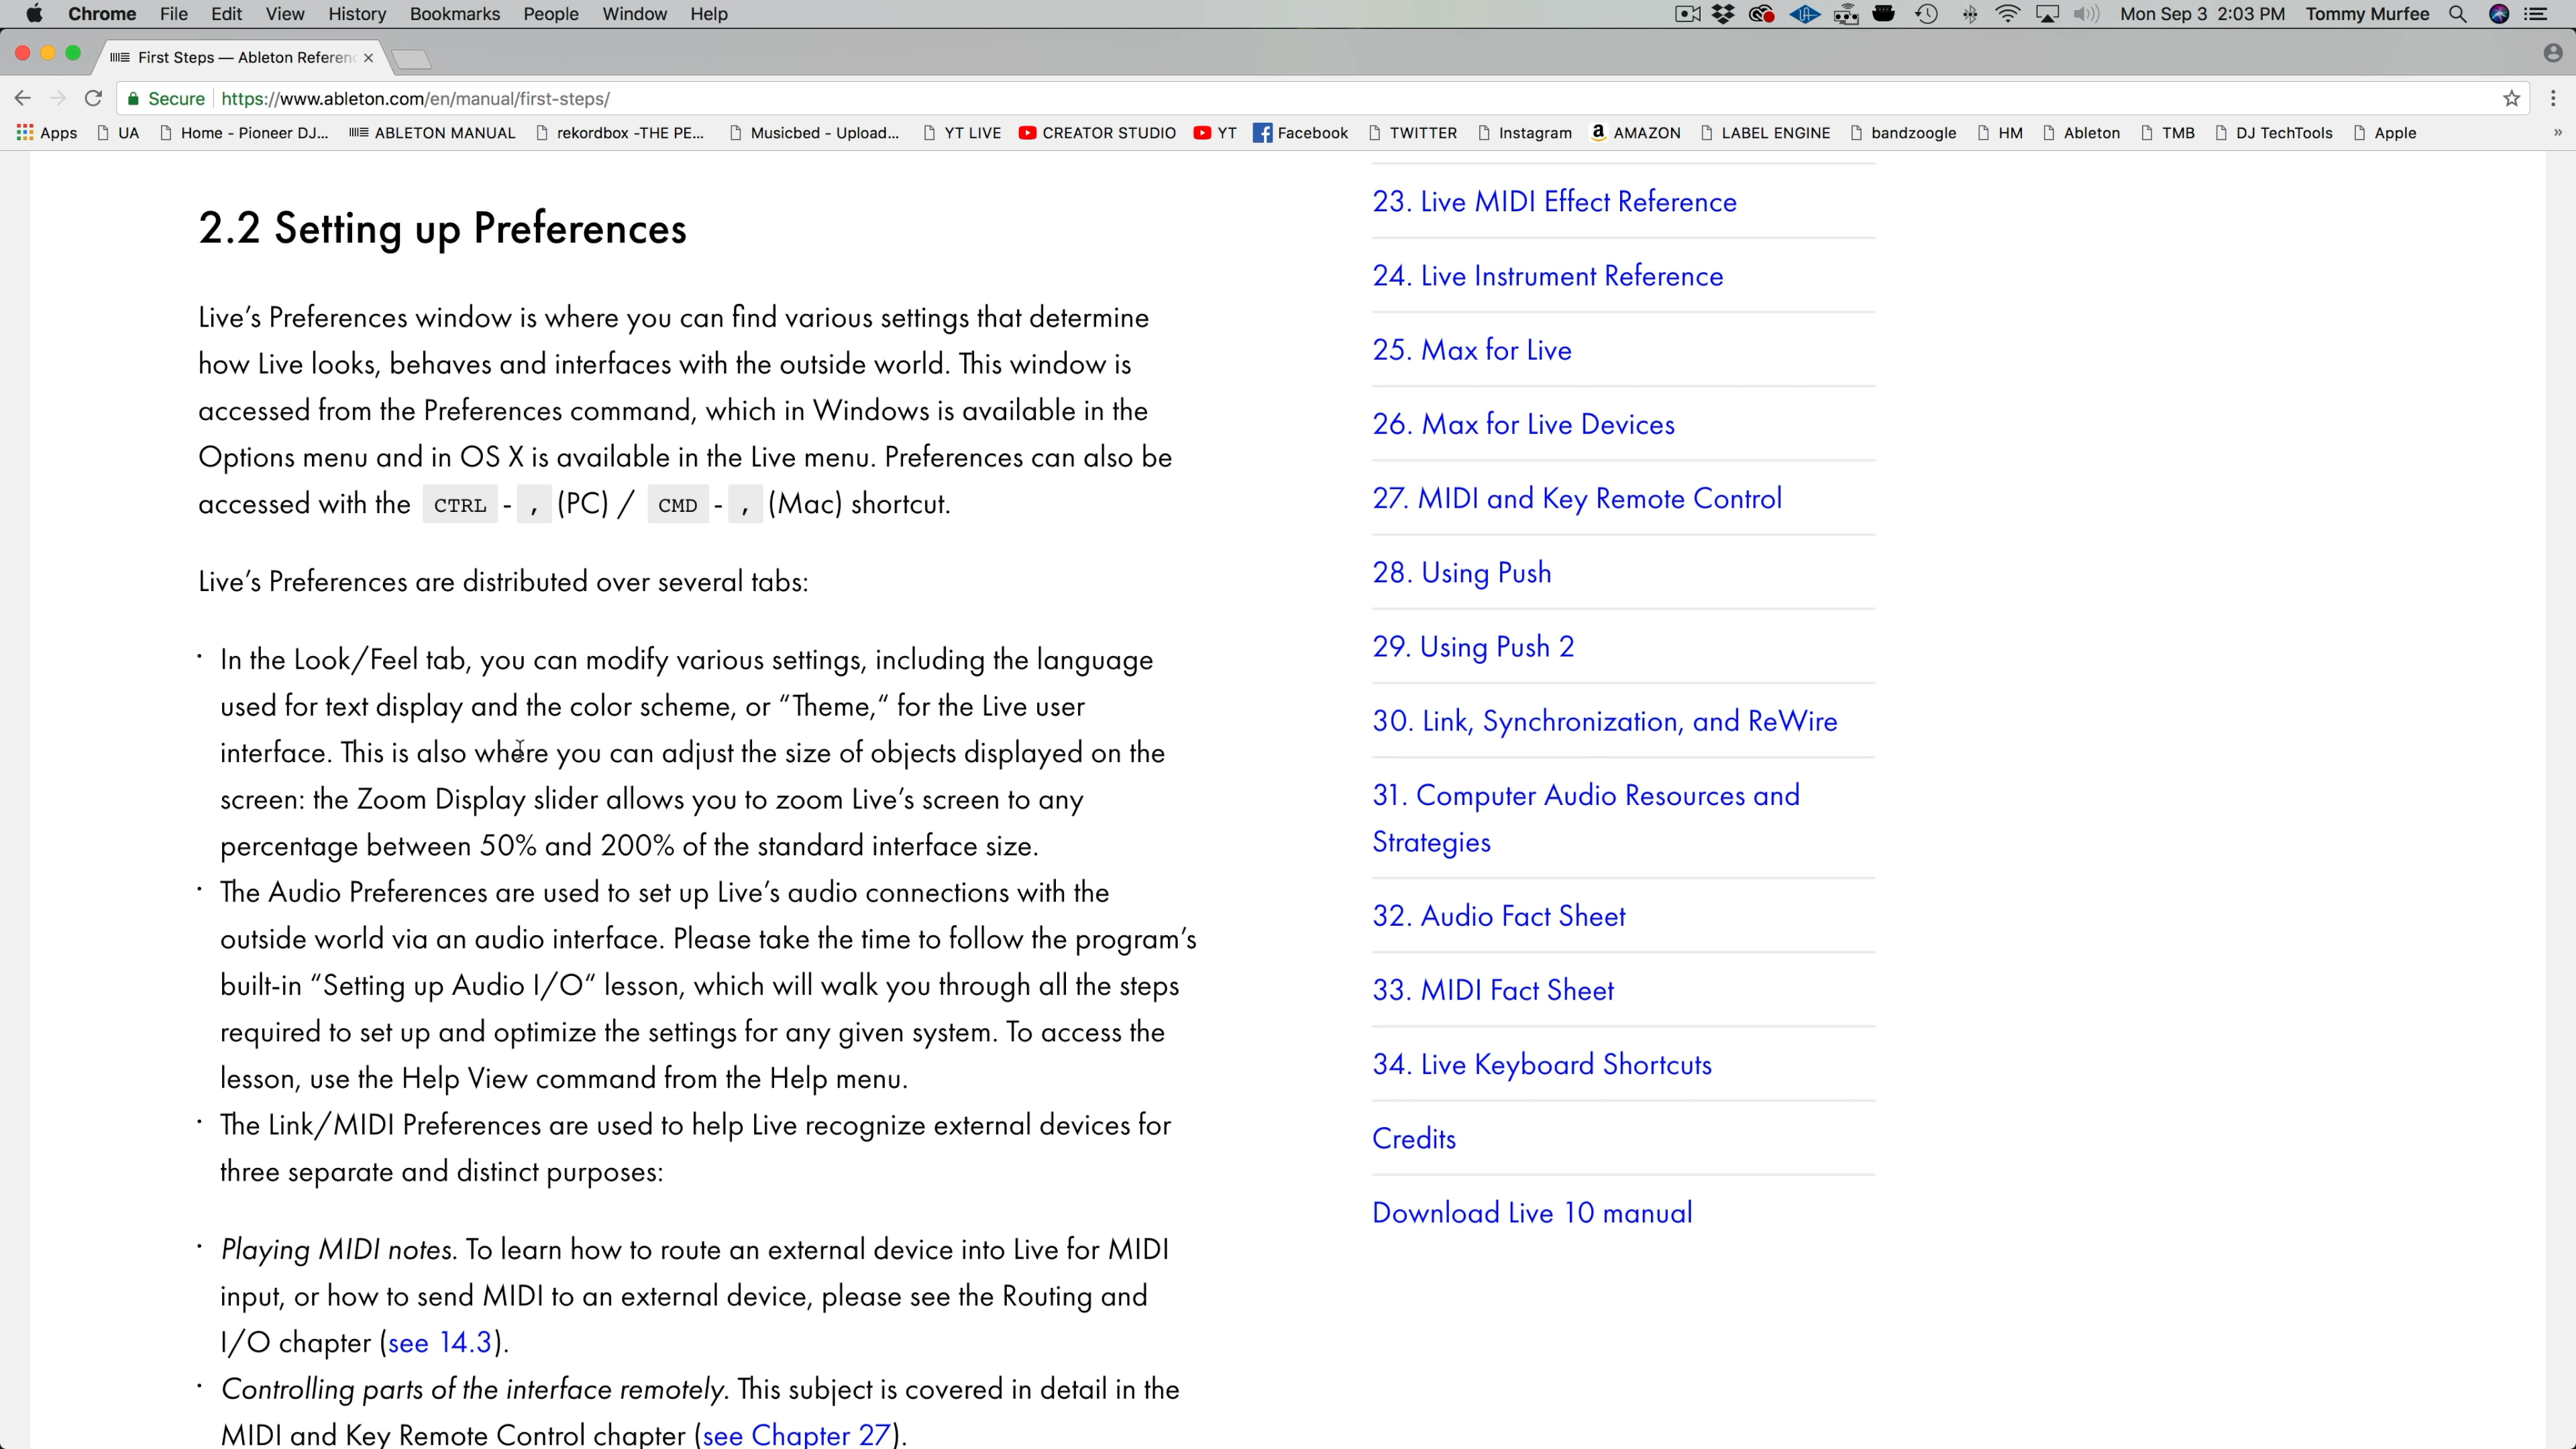 Chrome File Edit View History Bookmarks People Window Help Mon Sep 3 2:03 PM Tommy Murfee
First Steps — Ableton Referenc
Secure https://www.ableton.com/en/manual/first-steps/
Apps UA Home - Pioneer DJ... ABLETON MANUAL rekordbox -THE PE... Musicbed - Upload... YT LIVE CREATOR STUDIO YT Facebook TWITTER Instagram AMAZON LABEL ENGINE bandzoogle HM Ableton TMB DJ TechTools Apple »
2.2 Setting up Preferences
Live’s Preferences window is where you can find various settings that determine
how Live looks, behaves and interfaces with the outside world. This window is
accessed from the Preferences command, which in Windows is available in the
Options menu and in OS X is available in the Live menu. Preferences can also be
accessed with the CTRL - , (PC) / CMD - , (Mac) shortcut.
Live’s Preferences are distributed over several tabs:
· In the Look/Feel tab, you can modify various settings, including the language
used for text display and the color scheme, or “Theme,“ for the Live user
interface. This is also where you can adjust the size of objects displayed on the
screen: the Zoom Display slider allows you to zoom Live’s screen to any
percentage between 50% and 200% of the standard interface size.
· The Audio Preferences are used to set up Live’s audio connections with the
outside world via an audio interface. Please take the time to follow the program’s
built-in “Setting up Audio I/O“ lesson, which will walk you through all the steps
required to set up and optimize the settings for any given system. To access the
lesson, use the Help View command from the Help menu.
· The Link/MIDI Preferences are used to help Live recognize external devices for
three separate and distinct purposes:
· Playing MIDI notes. To learn how to route an external device into Live for MIDI
input, or how to send MIDI to an external device, please see the Routing and
I/O chapter (see 14.3).
· Controlling parts of the interface remotely. This subject is covered in detail in the
MIDI and Key Remote Control chapter (see Chapter 27).
23. Live MIDI Effect Reference
24. Live Instrument Reference
25. Max for Live
26. Max for Live Devices
27. MIDI and Key Remote Control
28. Using Push
29. Using Push 2
30. Link, Synchronization, and ReWire
31. Computer Audio Resources and
Strategies
32. Audio Fact Sheet
33. MIDI Fact Sheet
34. Live Keyboard Shortcuts
Credits
Download Live 10 manual